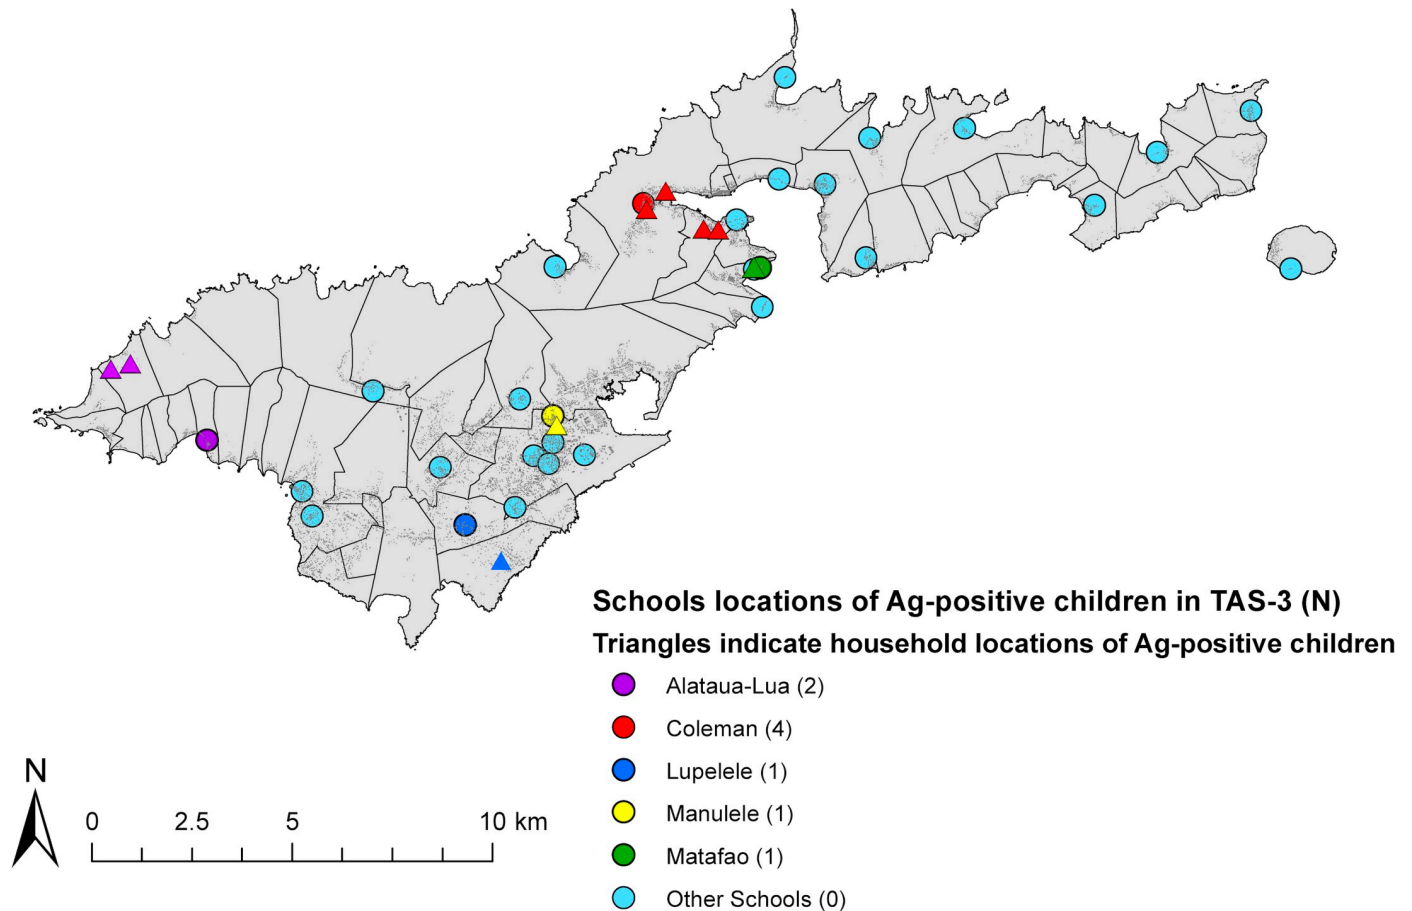 Schools locations of Ag-positive children in TAS-3 (N)
Triangles indicate household locations of Ag-positive children
Alataua-Lua (2)
Coleman (4)
Lupelele (1)
Manulele (1)
Matafao (1)
Other Schools (0)
N
0 2.5 5 10 km